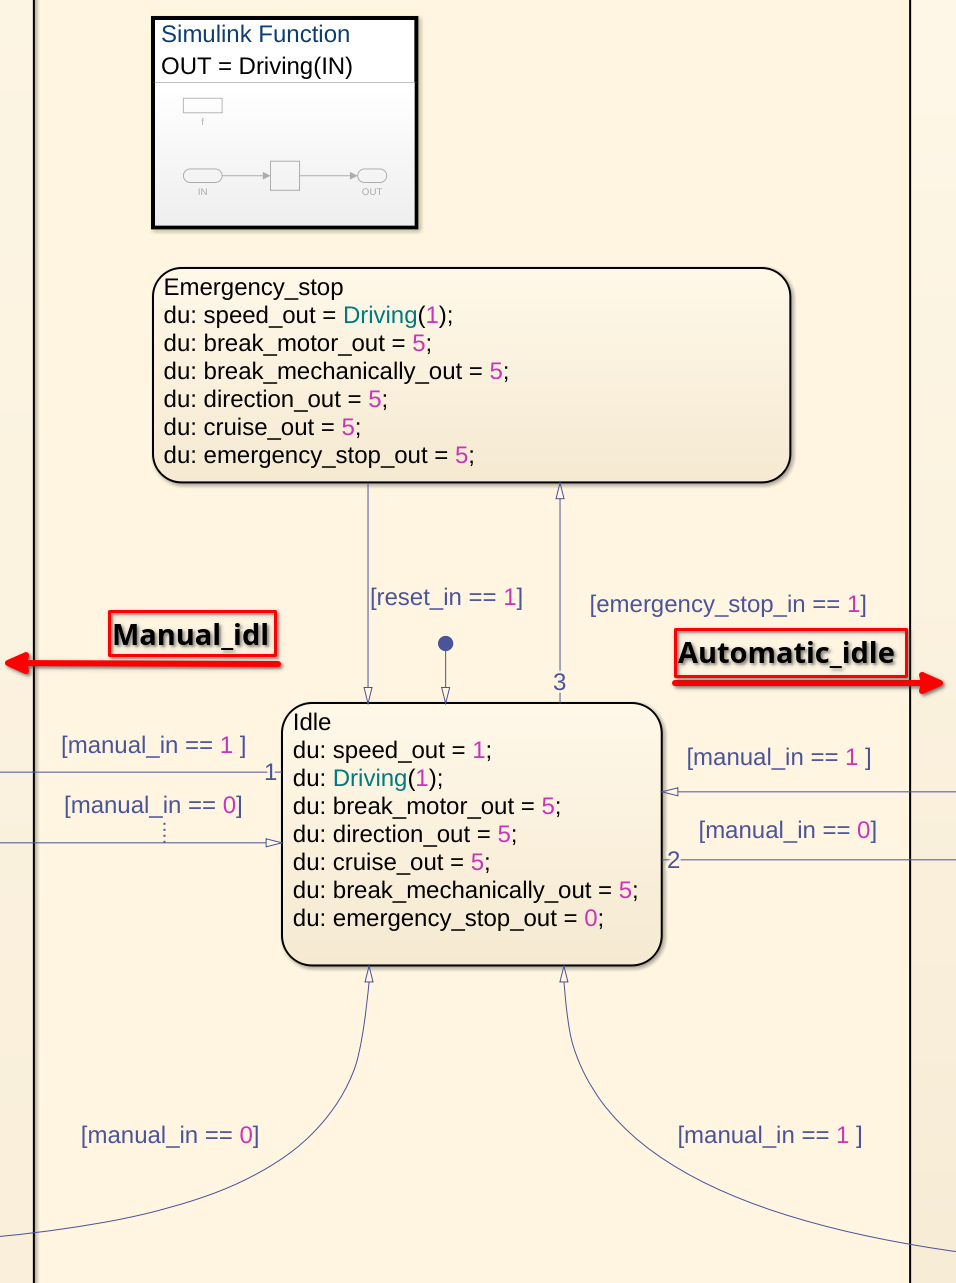 Simulink Function
OUT = Driving(IN)
f
IN
OUT
Emergency_stop
du: speed_out = Driving(1);
du: break_motor_out = 5;
du: break_mechanically_out = 5;
du: direction_out = 5;
du: cruise_out = 5;
du: emergency_stop_out = 5;
[reset_in == 1]
[emergency_stop_in == 1]
Manual_idl
Automatic_idle
3
Idle
du: speed_out = 1;
du: Driving(1);
du: break_motor_out = 5;
du: direction_out = 5;
du: cruise_out = 5;
du: break_mechanically_out = 5;
du: emergency_stop_out = 0;
[manual_in == 1 ]
1
[manual_in == 0]
[manual_in == 1 ]
[manual_in == 0]
2
[manual_in == 0]
[manual_in == 1 ]